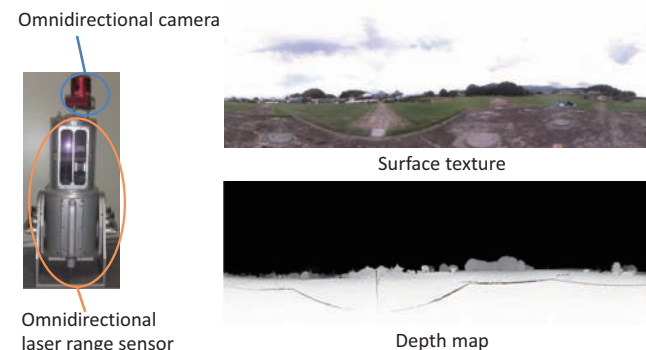 Omnidirectional camera
Surface texture
Omnidirectional
laser range sensor
Depth map